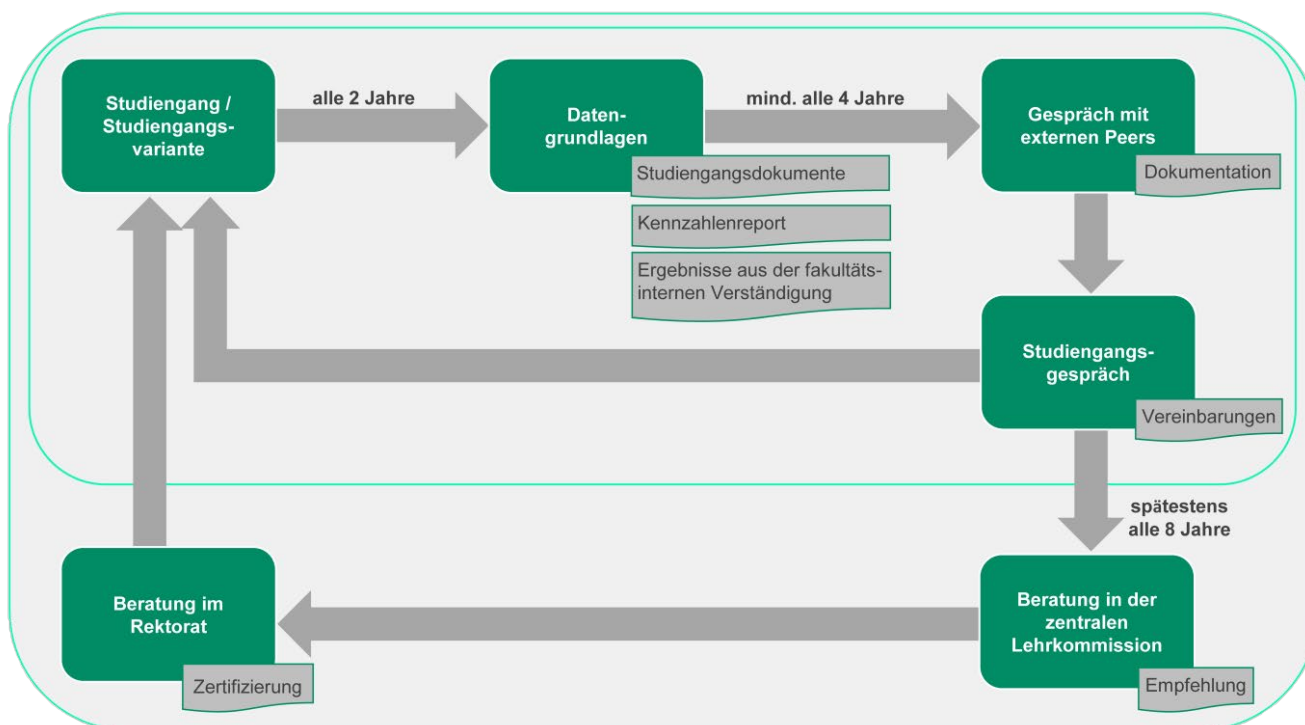 Studiengang /
Studiengangs-
variante
alle 2 Jahre
Daten-
grundlagen
Studiengangsdokumente
Kennzahlenreport
Ergebnisse aus der fakultäts-
internen Verständigung
mind. alle 4 Jahre
Gespräch mit
externen Peers
Dokumentation
Studiengangs-
gespräch
Vereinbarungen
spätestens
alle 8 Jahre
Beratung in der
zentralen
Lehrkommission
Empfehlung
Beratung im
Rektorat
Zertifizierung